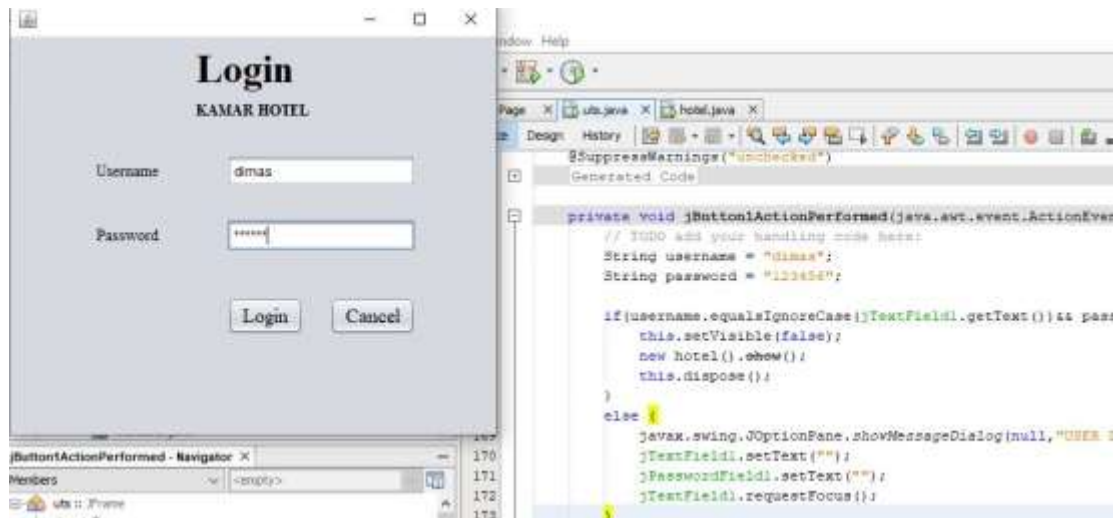 Login
KAMAR HOTEL
Username
dimas
Password
******
Login
Cancel
Help
Page
uts.java
hotel.java
Design
History
@SuppressWarnings("unchecked")
Generated Code
private void jButton1ActionPerformed(java.awt.event.ActionEven
// TODO add your handling code here:
String username = "dimas";
String password = "123456";
if(username.equalsIgnoreCase(jTextField1.getText())&& pass
this.setVisible(false);
new hotel().show();
this.dispose();
}
else {
javax.swing.JOptionPane.showMessageDialog(null,"USER
jTextField1.setText("");
jPasswordField1.setText("");
jTextField1.requestFocus();
}
169
170
171
172
173
jButton1ActionPerformed - Navigator
Members
<empty>
uts :: JFrame